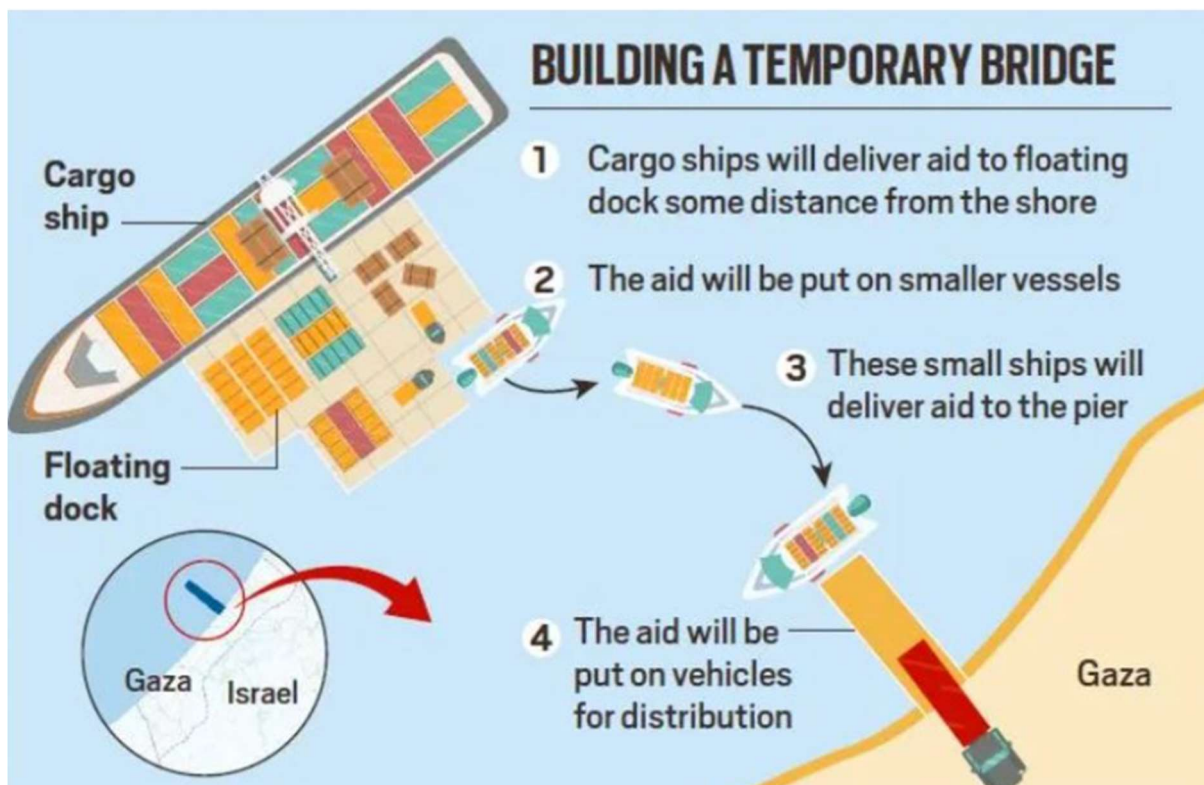 BUILDING A TEMPORARY BRIDGE
Cargo
ship
1 Cargo ships will deliver aid to floating
dock some distance from the shore
2 The aid will be put on smaller vessels
3 These small ships will
deliver aid to the pier
Floating
dock
4 The aid will be
put on vehicles
for distribution
Gaza
Israel
Gaza